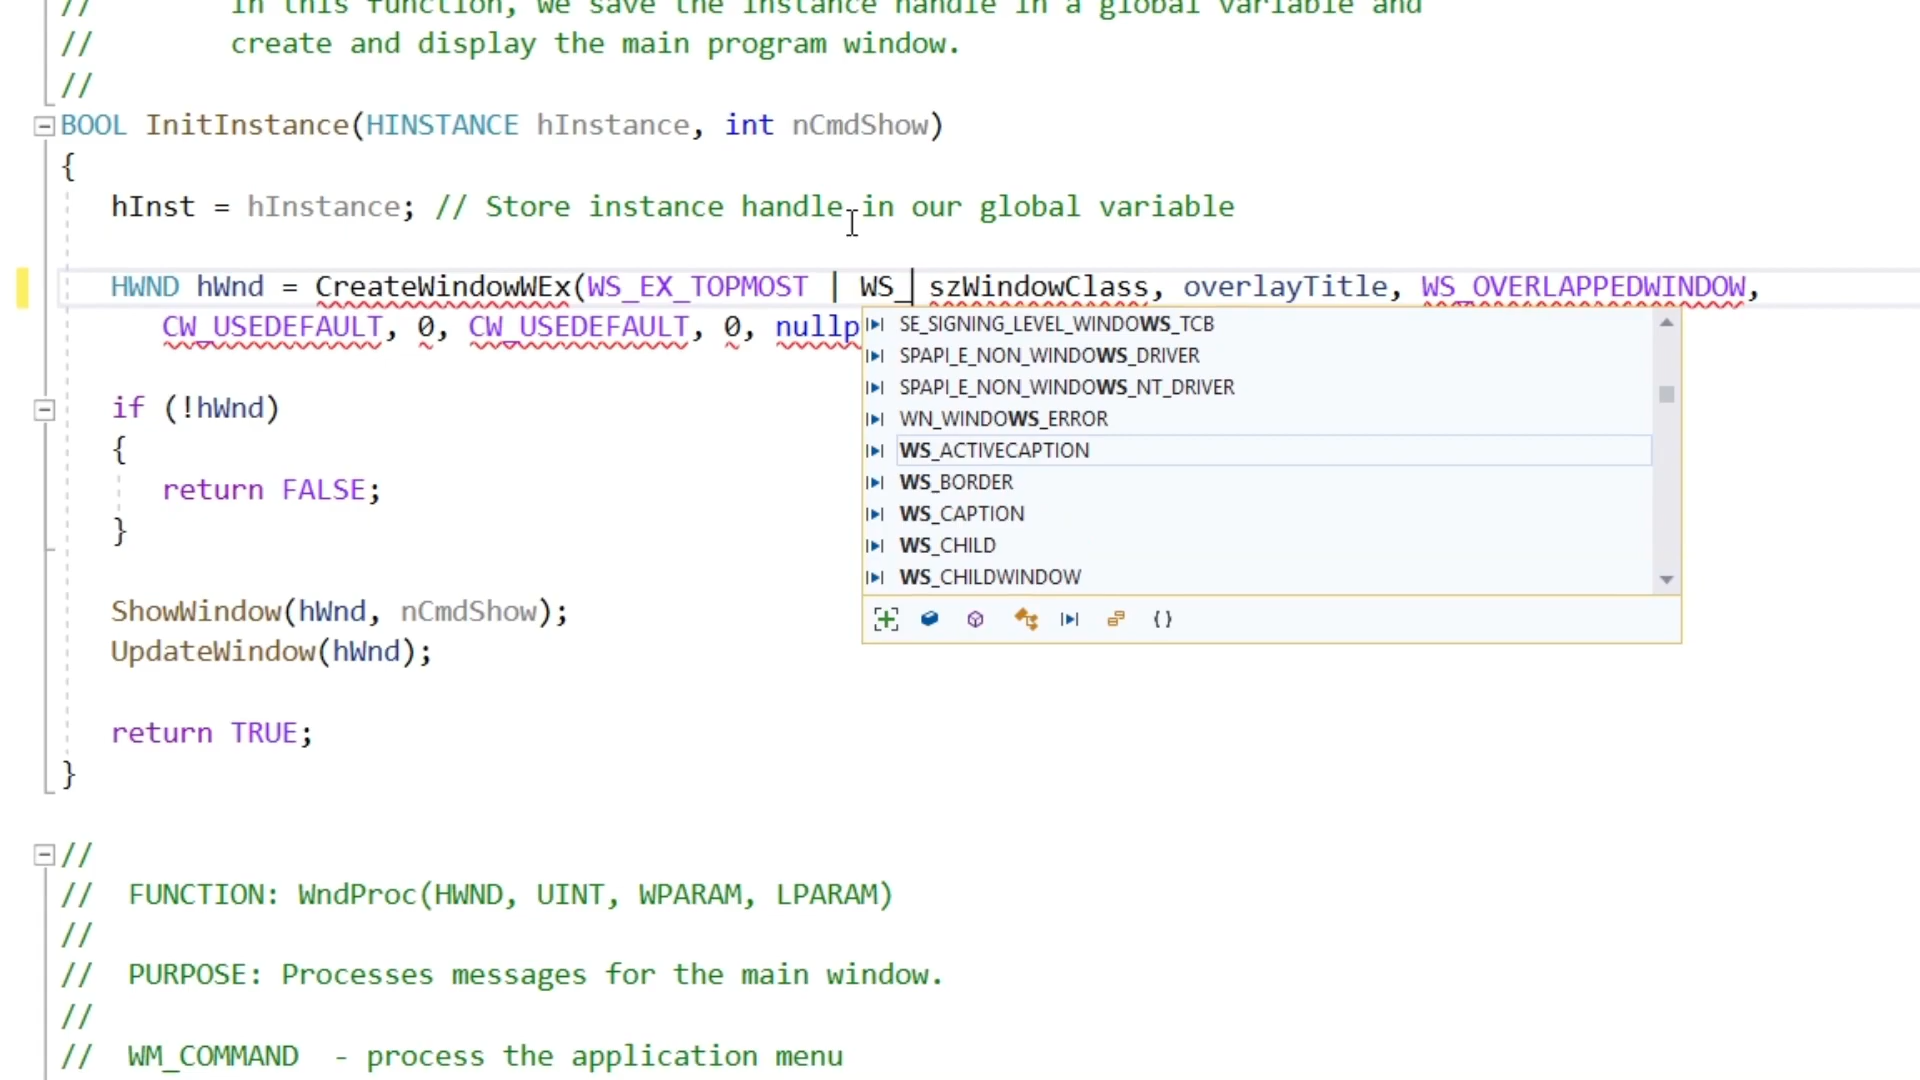 //        In this function, we save the instance handle in a global variable and
//        create and display the main program window.
//
BOOL InitInstance(HINSTANCE hInstance, int nCmdShow)
{
   hInst = hInstance; // Store instance handle in our global variable
   HWND hWnd = CreateWindowWEx(WS_EX_TOPMOST | WS_ szWindowClass, overlayTitle, WS_OVERLAPPEDWINDOW,
      CW_USEDEFAULT, 0, CW_USEDEFAULT, 0, nullp
SE_SIGNING_LEVEL_WINDOWS_TCB
SPAPI_E_NON_WINDOWS_DRIVER
SPAPI_E_NON_WINDOWS_NT_DRIVER
WN_WINDOWS_ERROR
WS_ACTIVECAPTION
WS_BORDER
WS_CAPTION
WS_CHILD
WS_CHILDWINDOW
{}
   if (!hWnd)
   {
      return FALSE;
   }
   ShowWindow(hWnd, nCmdShow);
   UpdateWindow(hWnd);
   return TRUE;
}
//
//  FUNCTION: WndProc(HWND, UINT, WPARAM, LPARAM)
//
//  PURPOSE: Processes messages for the main window.
//
//  WM_COMMAND  - process the application menu